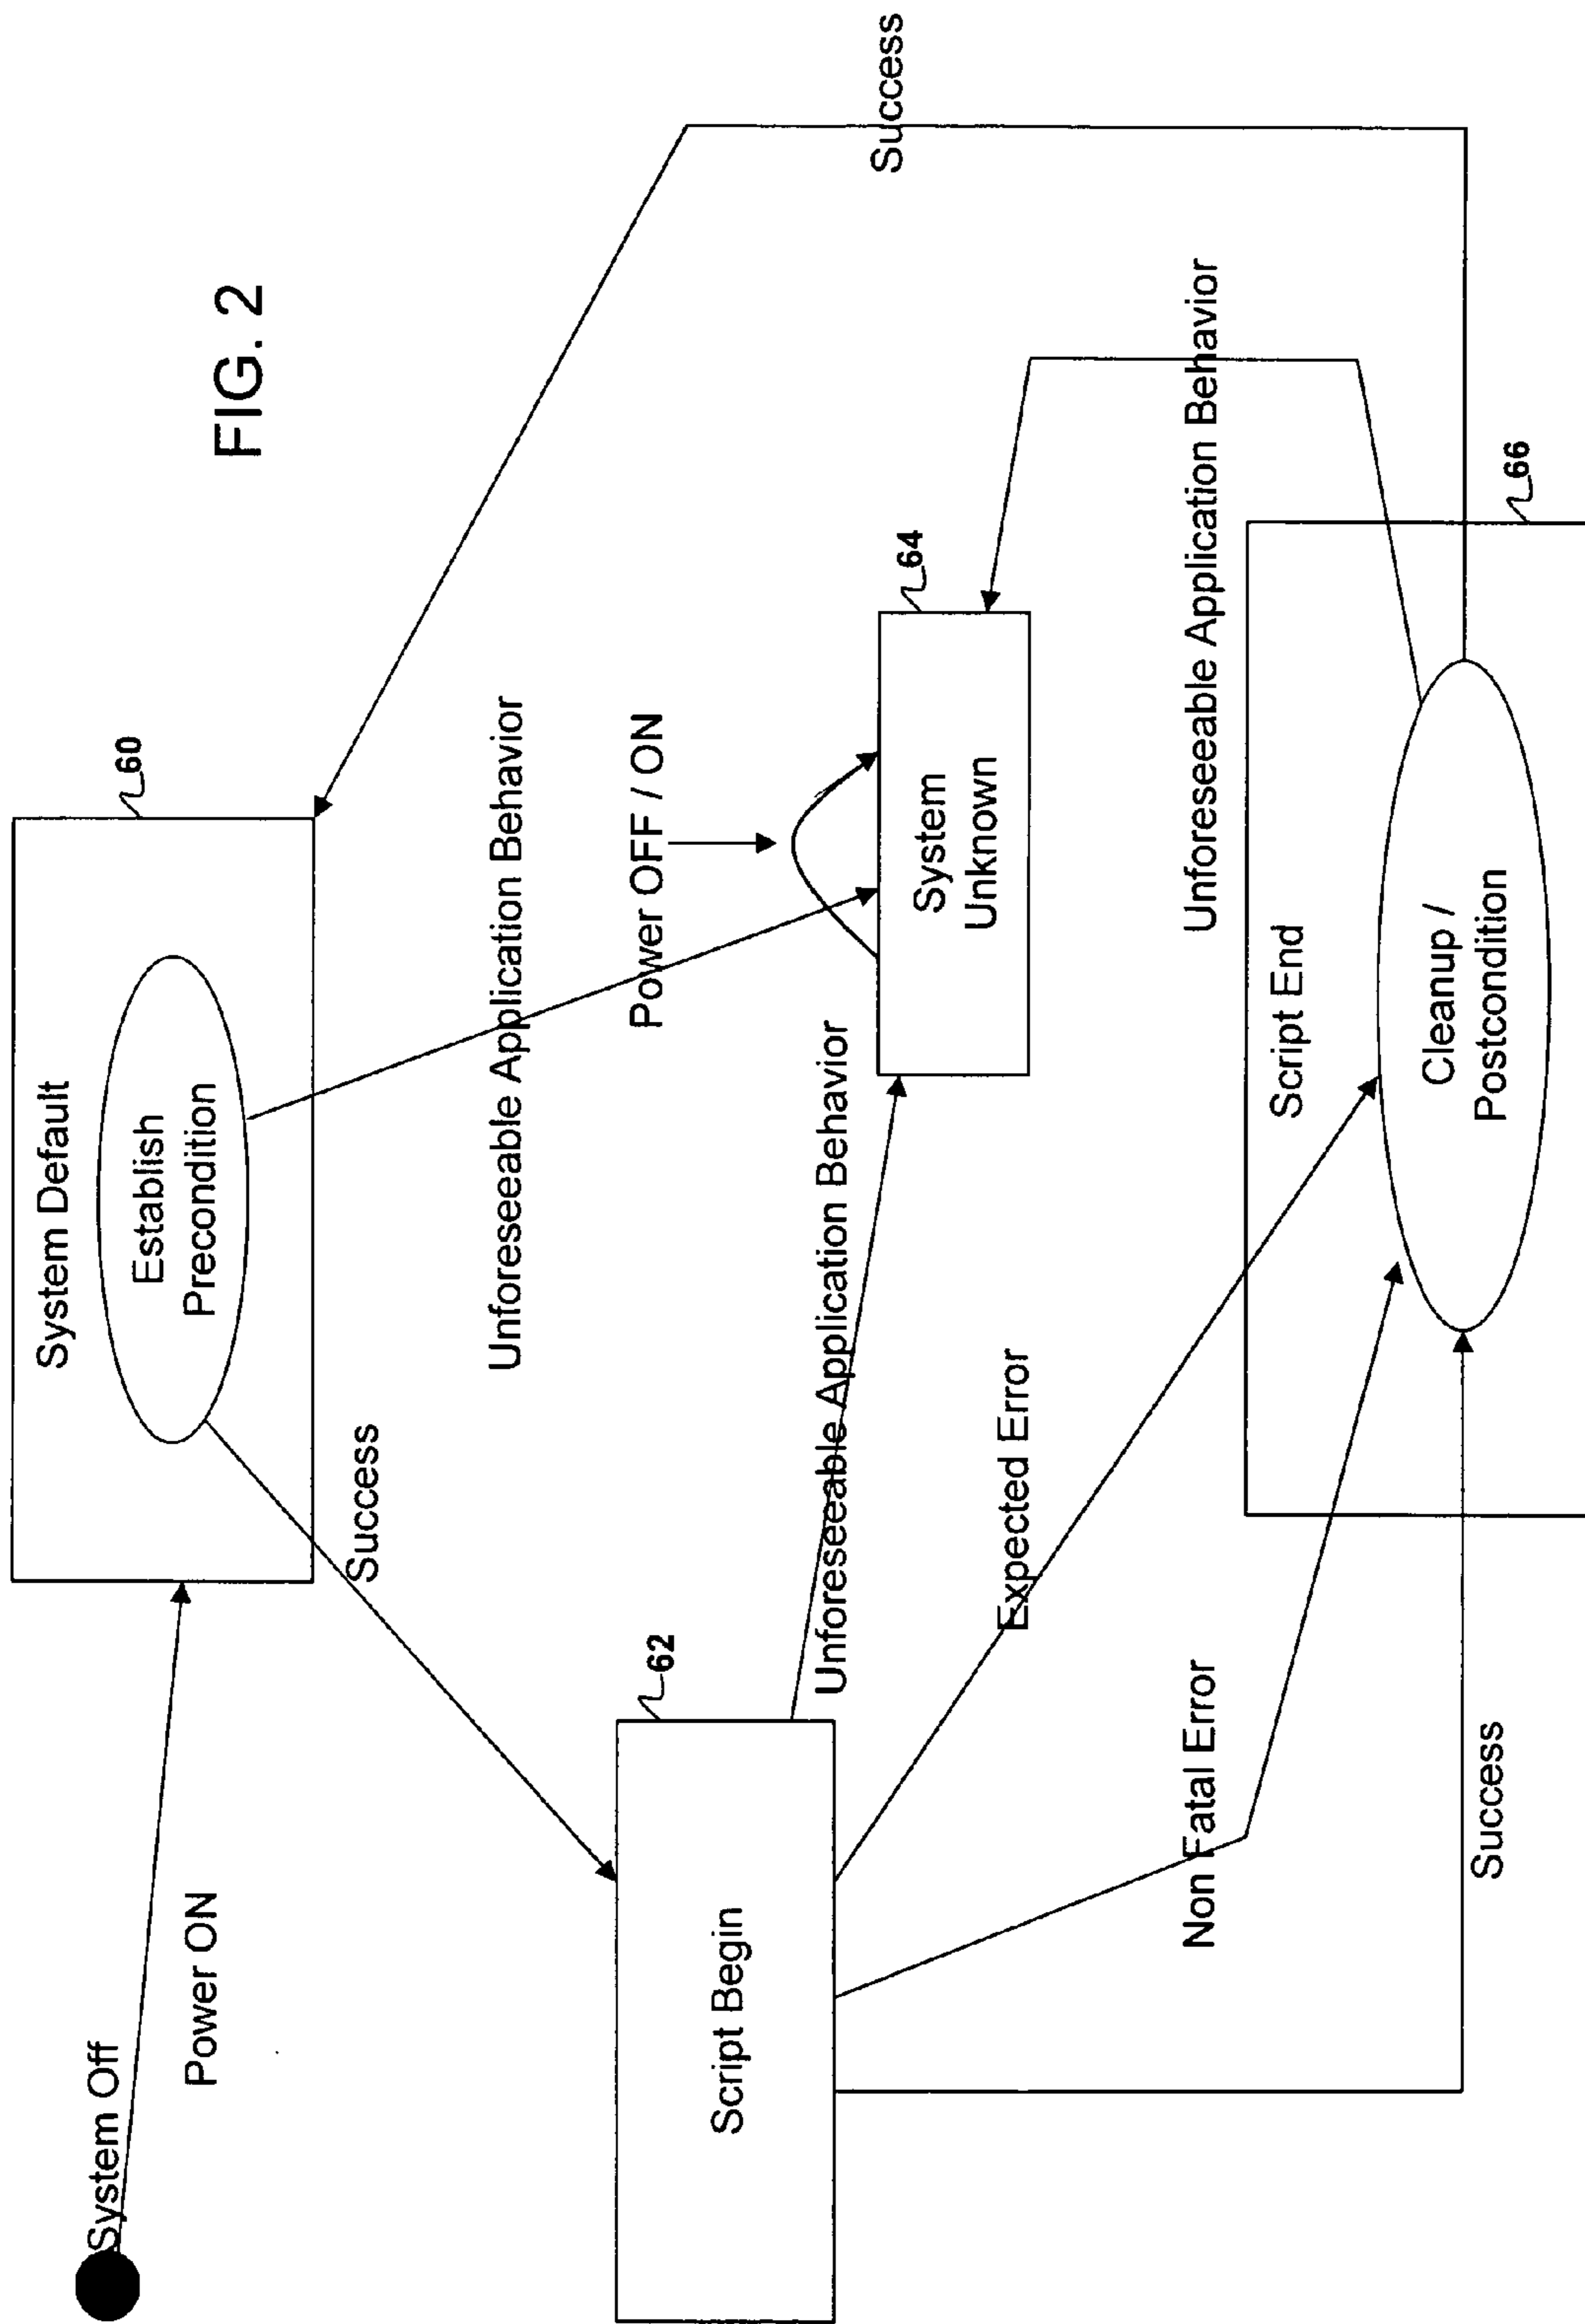 FIG. 2
System Off
Power ON
System Default
60
Establish
Precondition
Success
Unforeseeable Application Behavior
Success
62
Script Begin
Power OFF / ON
64
System
Unknown
Unforeseeable Application Behavior
Unforeseeable Application Behavior
Expected Error
Non Fatal Error
Success
66
Script End
Cleanup /
Postcondition